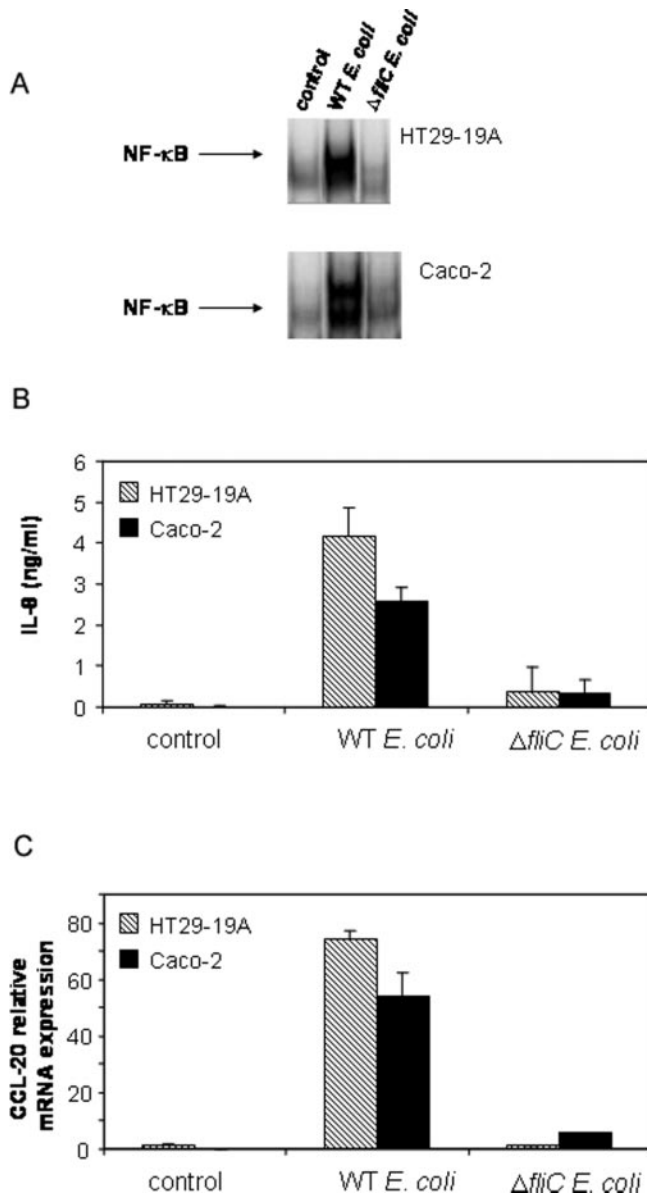 A
control
WT E. coli
ΔfliC E. coli
NF-κB
HT29-19A
NF-κB
Caco-2
B
IL-8 (ng/ml)
6
5
4
3
2
1
0
HT29-19A
Caco-2
control
WT E. coli
ΔfliC E. coli
C
CCL-20 relative
mRNA expression
80
60
40
20
0
HT29-19A
Caco-2
control
WT E. coli
ΔfliC E. coli